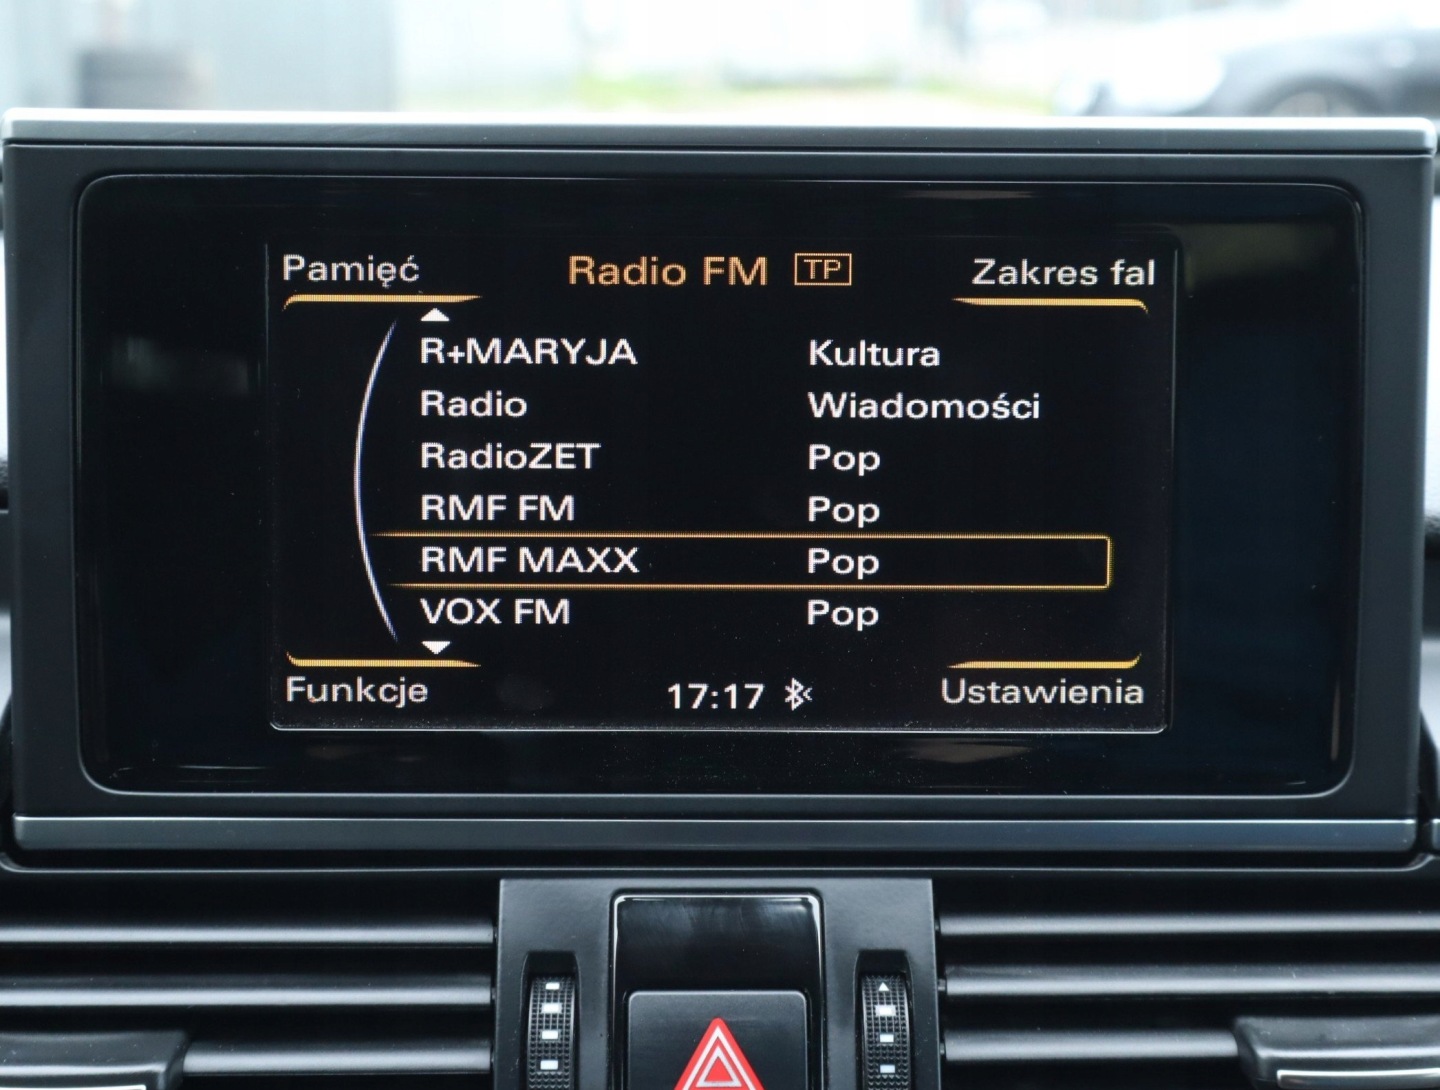 Pamięć Radio FM TP Zakres fal
R+MARYJA Kultura
Radio Wiadomości
RadioZET Pop
RMF FM Pop
RMF MAXX Pop
VOX FM Pop
Funkcje 17:17 Ustawienia